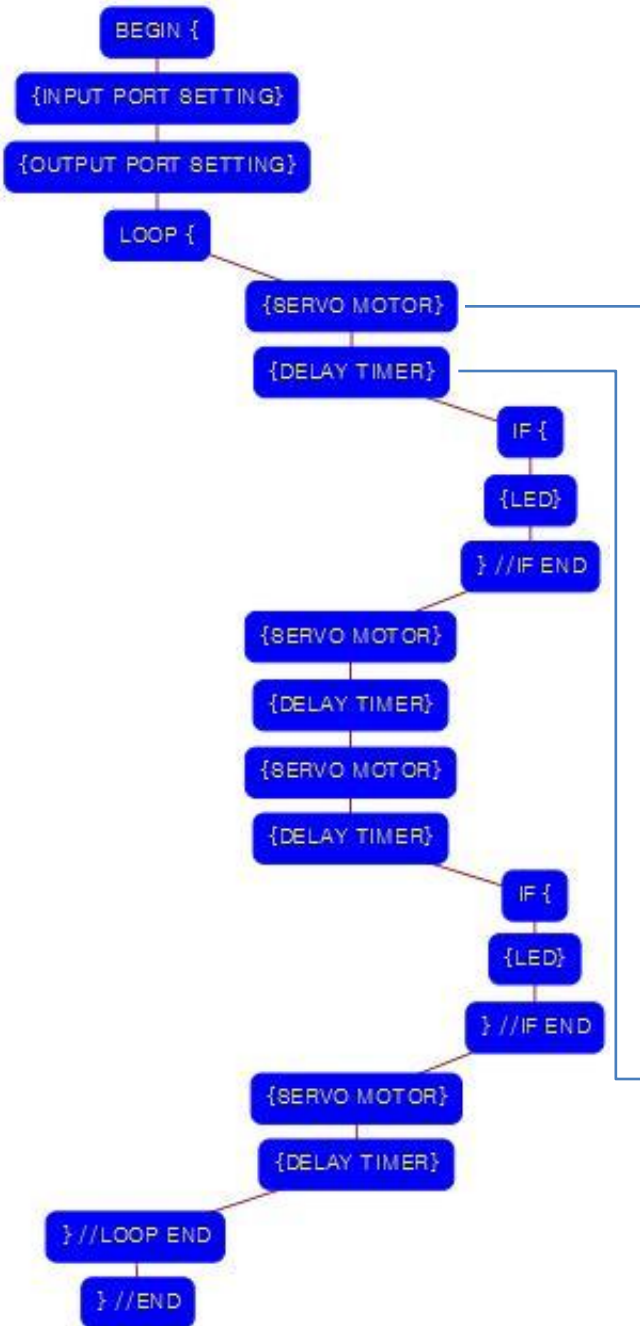 BEGIN {
{INPUT PORT SETTING}
{OUTPUT PORT SETTING}
LOOP {
{SERVO MOTOR}
{DELAY TIMER}
IF {
{LED}
} //IF END
{SERVO MOTOR}
{DELAY TIMER}
{SERVO MOTOR}
{DELAY TIMER}
IF {
{LED}
} //IF END
{SERVO MOTOR}
{DELAY TIMER}
} //LOOP END
} //END